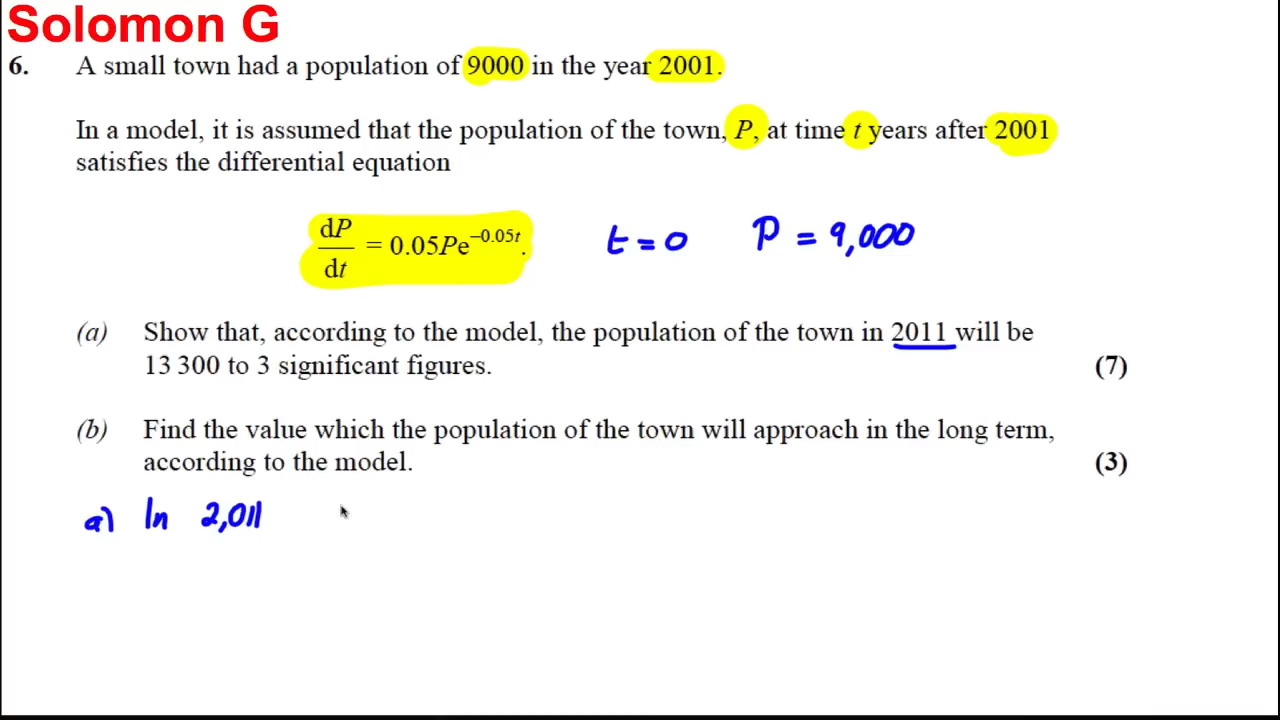 Solomon G
6. A small town had a population of 9000 in the year 2001.
In a model, it is assumed that the population of the town, P, at time t years after 2001
satisfies the differential equation
dP/dt = 0.05Pe^–0.05t. t = 0 P = 9,000
(a) Show that, according to the model, the population of the town in 2011 will be
13 300 to 3 significant figures. (7)
(b) Find the value which the population of the town will approach in the long term,
according to the model. (3)
a) In 2,011